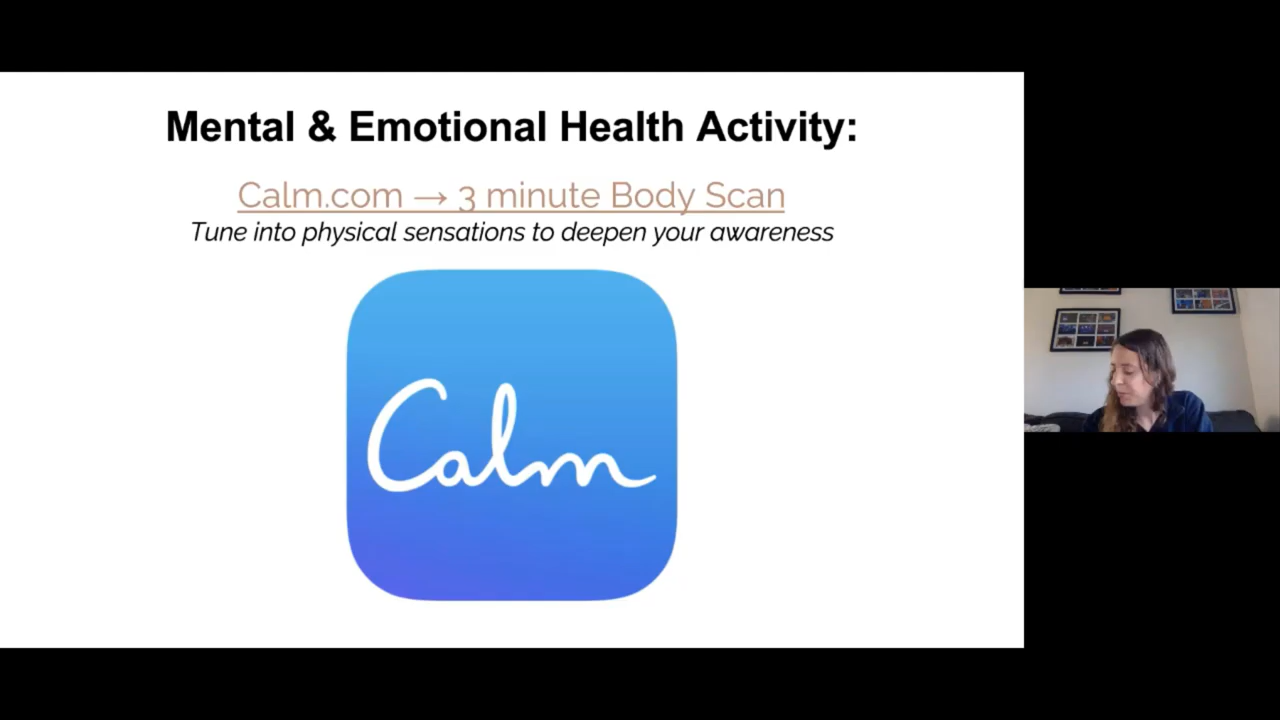 Mental & Emotional Health Activity:
Calm.com → 3 minute Body Scan
Tune into physical sensations to deepen your awareness
Calm